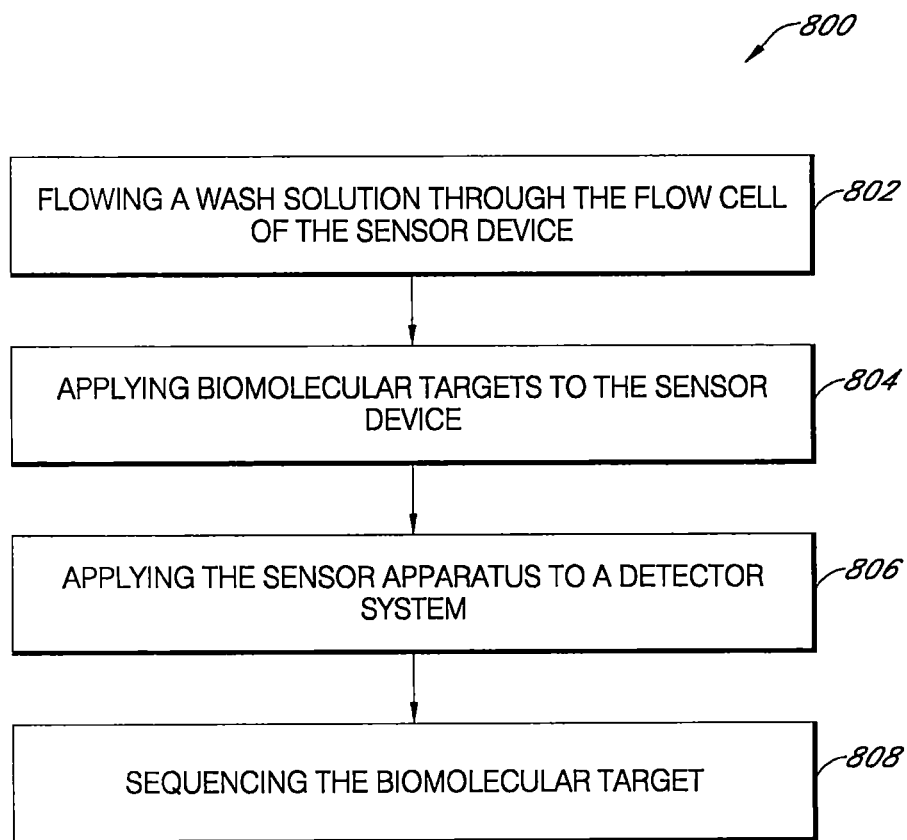 800
FLOWING A WASH SOLUTION THROUGH THE FLOW CELL
OF THE SENSOR DEVICE
802
APPLYING BIOMOLECULAR TARGETS TO THE SENSOR
DEVICE
804
APPLYING THE SENSOR APPARATUS TO A DETECTOR
SYSTEM
806
SEQUENCING THE BIOMOLECULAR TARGET
808